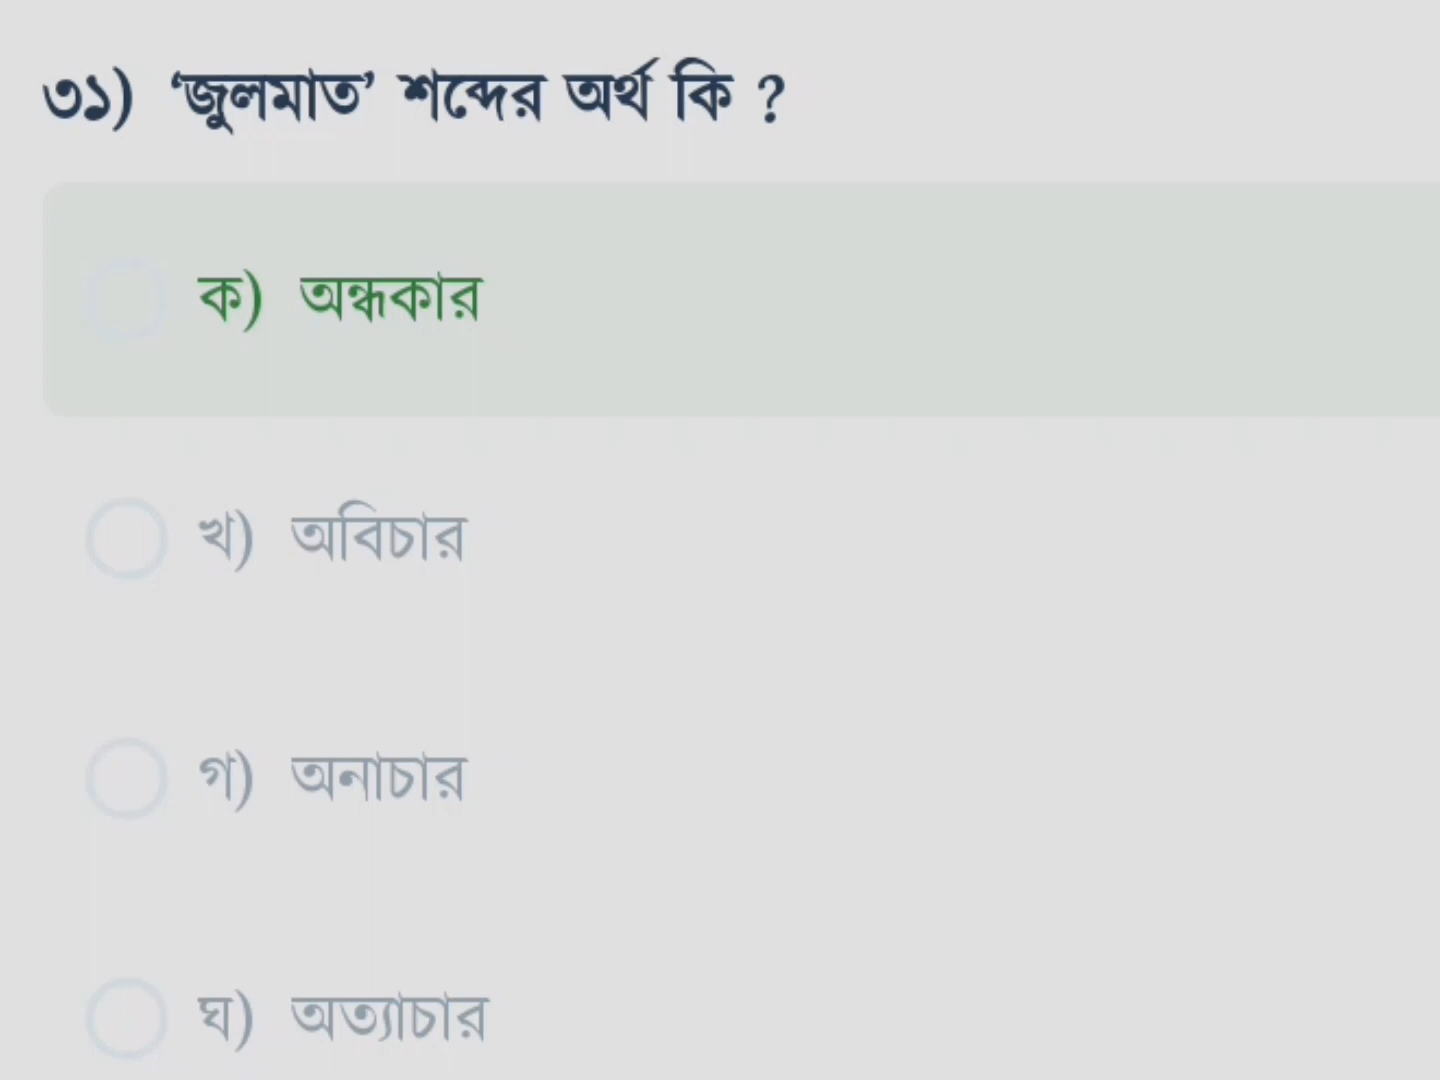 ৩১) ‘জুলমাত’ শব্দের অর্থ কি ?
ক) অন্ধকার
খ) অবিচার
গ) অনাচার
ঘ) অত্যাচার